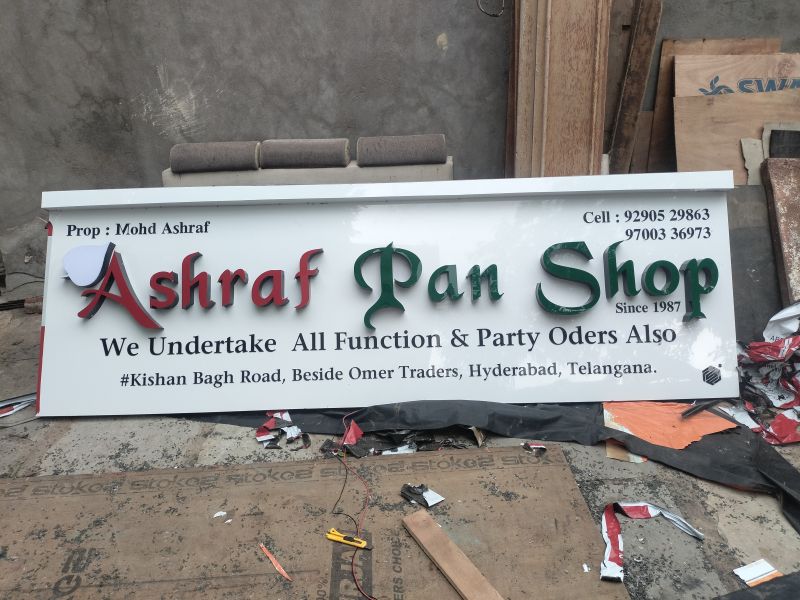 Prop : Mohd Ashraf
Cell : 92905 29863
97003 36973
Ashraf Pan Shop
Since 1987
We Undertake All Function & Party Oders Also
#Kishan Bagh Road, Beside Omer Traders, Hyderabad, Telangana.